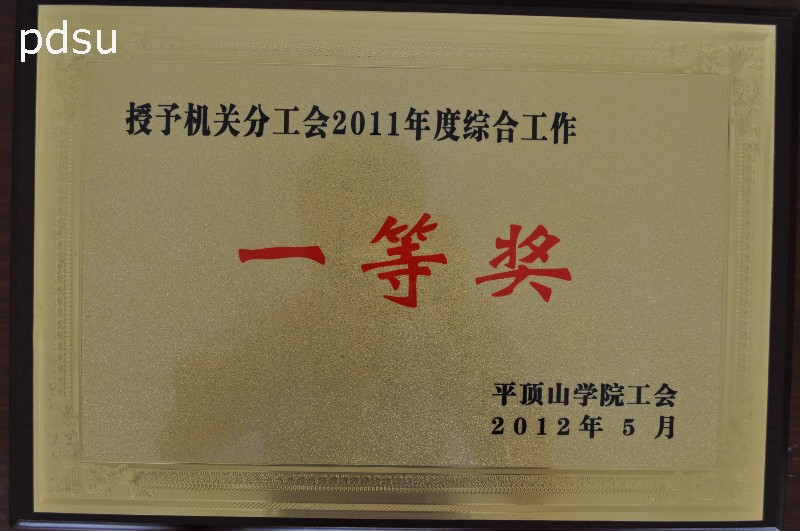 pdsu
授予机关分工会2011年度综合工作
一等奖
平顶山学院工会
2012年5月